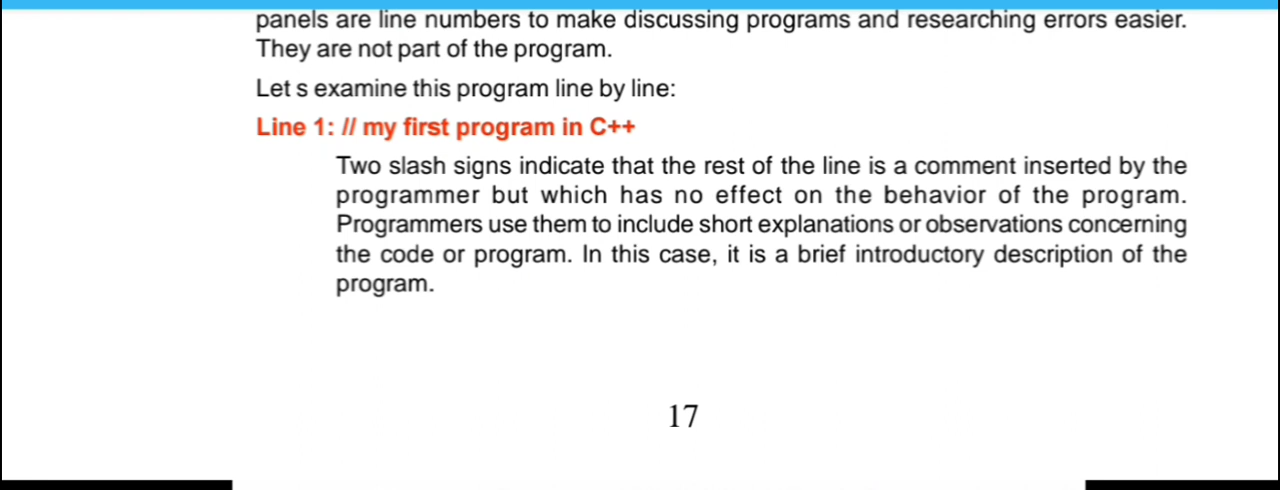 panels are line numbers to make discussing programs and researching errors easier.
They are not part of the program.
Let s examine this program line by line:
Line 1: // my first program in C++
Two slash signs indicate that the rest of the line is a comment inserted by the
programmer but which has no effect on the behavior of the program.
Programmers use them to include short explanations or observations concerning
the code or program. In this case, it is a brief introductory description of the
program.
17